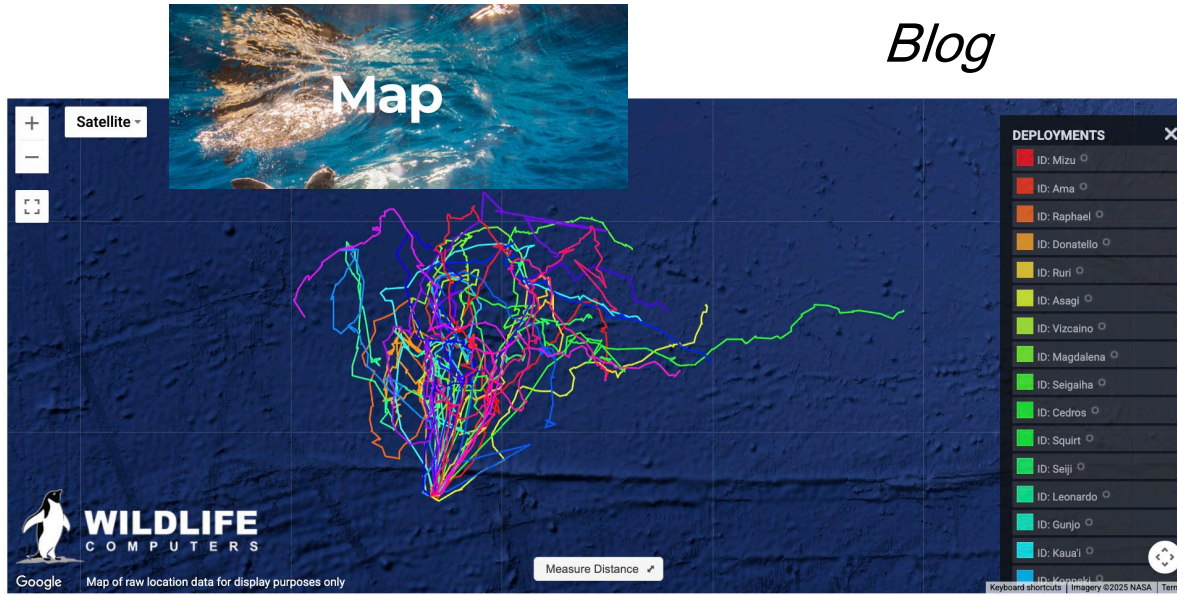 Map
Blog
Satellite
DEPLOYMENTS
ID: Mizu
ID: Ama
ID: Raphael
ID: Donatello
ID: Ruri
ID: Asagi
ID: Vizcaino
ID: Magdalena
ID: Seigaiha
ID: Cedros
ID: Squirt
ID: Seiji
ID: Leonardo
ID: Gunjo
ID: Kaua'i
ID: Konpeki
WILDLIFE
COMPUTERS
Measure Distance
Google
Map of raw location data for display purposes only
Keyboard shortcuts
Imagery ©2025 NASA